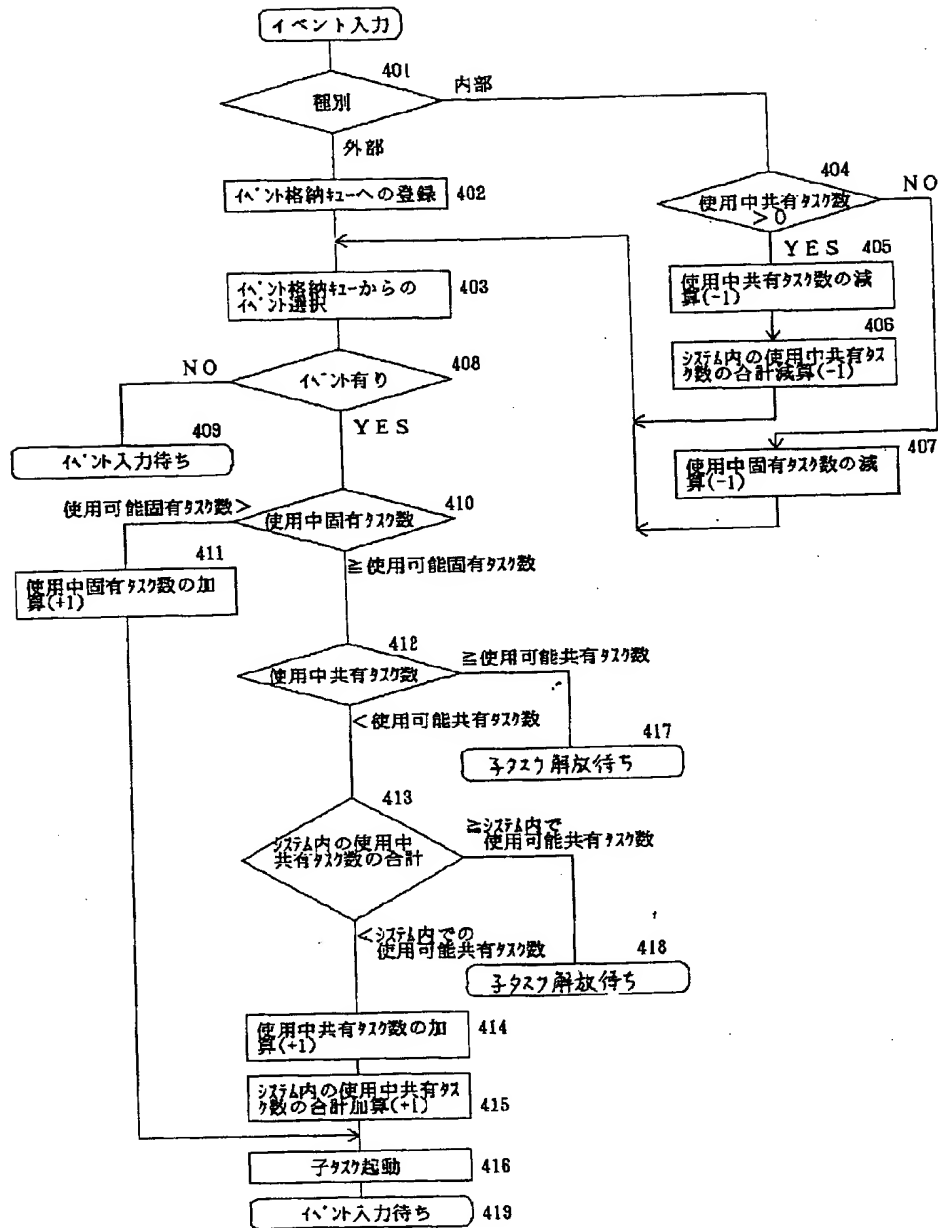 イベント入力
401
種別
内部
外部
イベント格納キューへの登録
402
404
使用中共有タスク数
>0
NO
YES
405
使用中共有タスク数の減
算(-1)
406
システム内の使用中共有タス
ク数の合計減算(-1)
407
使用中固有タスク数の減
算(-1)
イベント格納キューからの
イベント選択
403
NO
イベント有り
408
YES
409
イベント入力待ち
使用可能固有タスク数>
使用中固有タスク数
410
411
使用中固有タスク数の加
算(+1)
≧使用可能固有タスク数
412
使用中共有タスク数
≧使用可能共有タスク数
<使用可能共有タスク数
417
子タスク解放待ち
413
システム内の使用中
共有タスク数の合計
≧システム内で
使用可能共有タスク数
<システム内での
使用可能共有タスク数
418
子タスク解放待ち
使用中共有タスク数の加
算(+1)
414
システム内の使用中共有タス
ク数の合計加算(+1)
415
子タスク起動
416
イベント入力待ち
419